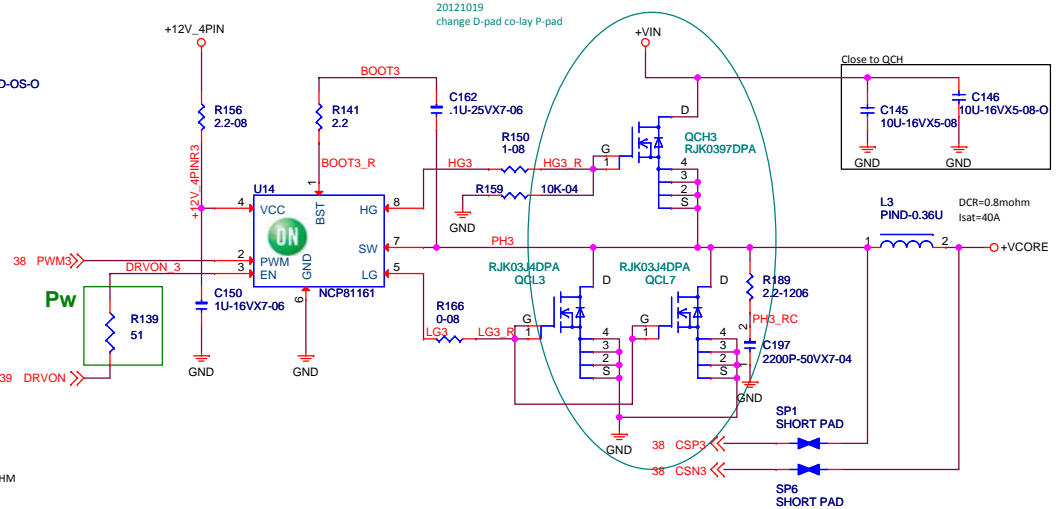 20121019
change D-pad co-lay P-pad
+12V_4PIN
+VIN
Close to QCH
D-OS-O
BOOT3
R156
2.2-08
R141
2.2
C162
.1U-25VX7-06
C145
10U-16VX5-08
C146
10U-16VX5-08-O
GND
GND
D
QCH3
RJK0397DPA
R150
1-08
G
1
4
3
2
S
+12V_4PINR3
BOOT3_R
HG3
HG3_R
R159
10K-04
GND
U14
1
4
VCC
BST
HG
8
ON
SW
7
PH3
L3
PIND-0.36U
DCR=0.8mohm
Isat=40A
1
2
+VCORE
38 PWM3
2
PWM
DRVON_3
3
EN
GND
LG
5
NCP81161
6
RJK03J4DPA
QCL3
RJK03J4DPA
QCL7
D
D
R189
2.2-1206
Pw
R139
51
C150
1U-16VX7-06
R166
0-08
LG3
LG3_R
G
1
4
3
2
S
G
1
4
3
2
S
PH3_RC
2
C197
2200P-50VX7-04
1
GND
GND
GND
39 DRVON
GND
SP1
SHORT PAD
38 CSP3
38 CSN3
SP6
SHORT PAD
HM